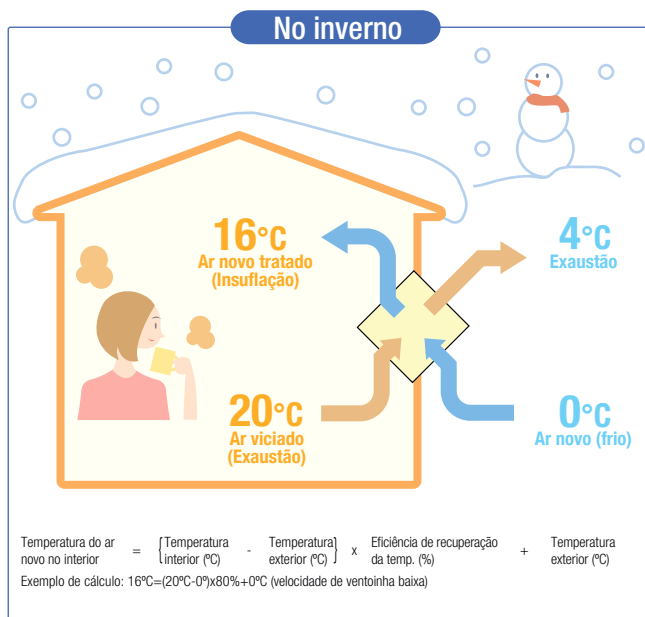 No inverno
16°C
Ar novo tratado
(Insuflação)
4°C
Exaustão
20°C
Ar viciado
(Exaustão)
0°C
Ar novo (frio)
Temperatura do ar novo no interior = {Temperatura interior (ºC) - Temperatura exterior (ºC)} x Eficiência de recuperação da temp. (%) + Temperatura exterior (ºC)
Exemplo de cálculo: 16ºC=(20ºC-0º)x80%+0ºC (velocidade de ventoinha baixa)